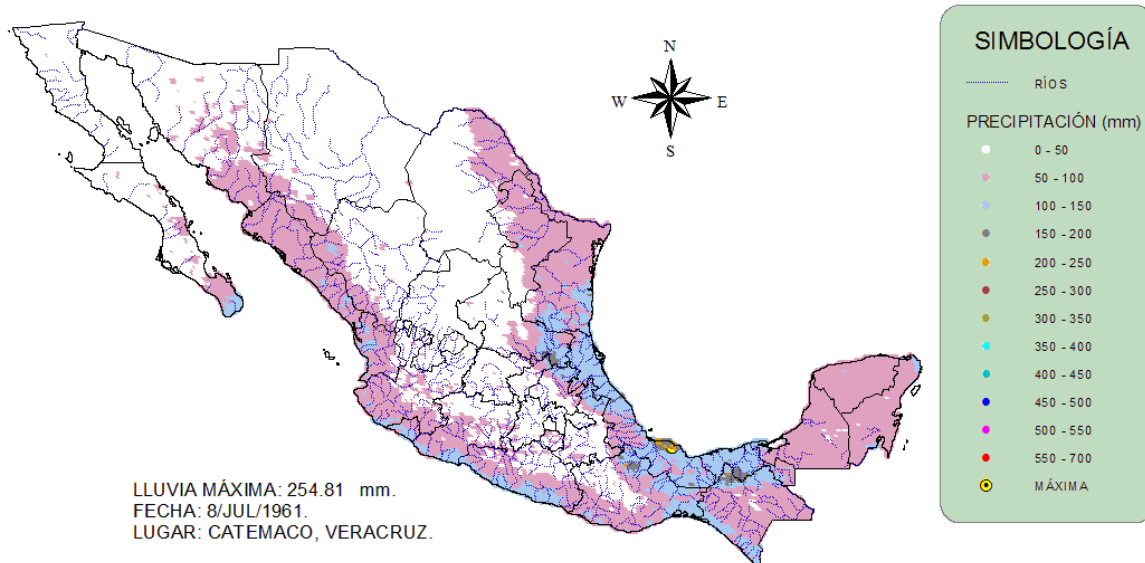 N
W E
S
LLUVIA MÁXIMA: 254.81 mm.
FECHA: 8/JUL/1961.
LUGAR: CATEMACO, VERACRUZ.
SIMBOLOGÍA
RÍOS
PRECIPITACIÓN (mm)
0 - 50
50 - 100
100 - 150
150 - 200
200 - 250
250 - 300
300 - 350
350 - 400
400 - 450
450 - 500
500 - 550
550 - 700
MÁXIMA